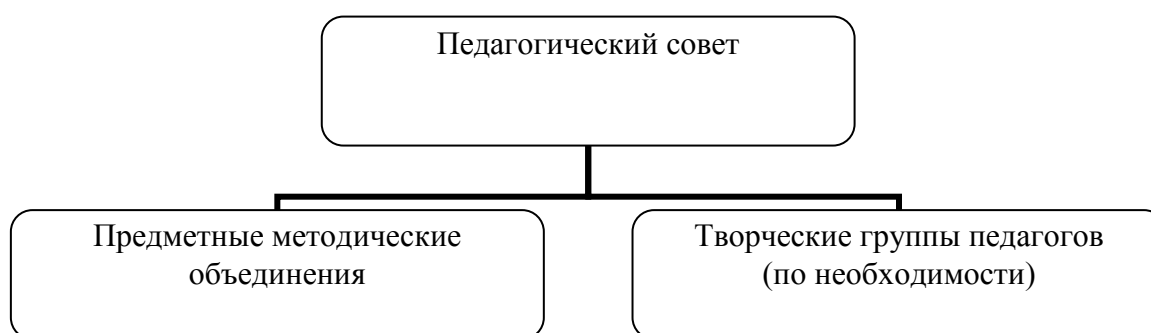 Педагогический совет
Предметные методические
объединения
Творческие группы педагогов
(по необходимости)